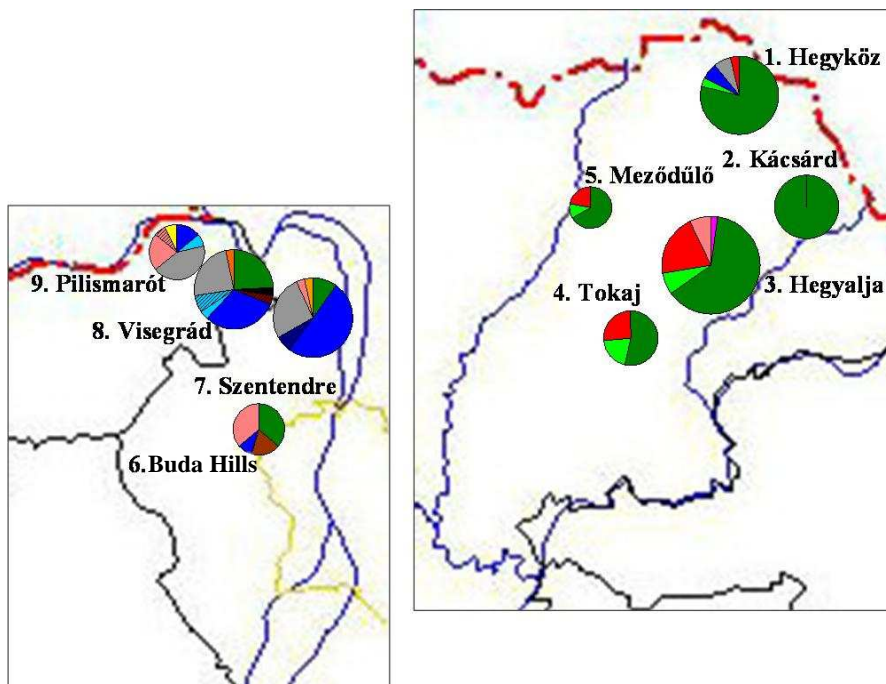 1. Hegyköz
2. Kácsárd
5. Meződűlő
3. Hegyalja
4. Tokaj
9. Pilismarót
8. Visegrád
7. Szentendre
6.Buda Hills